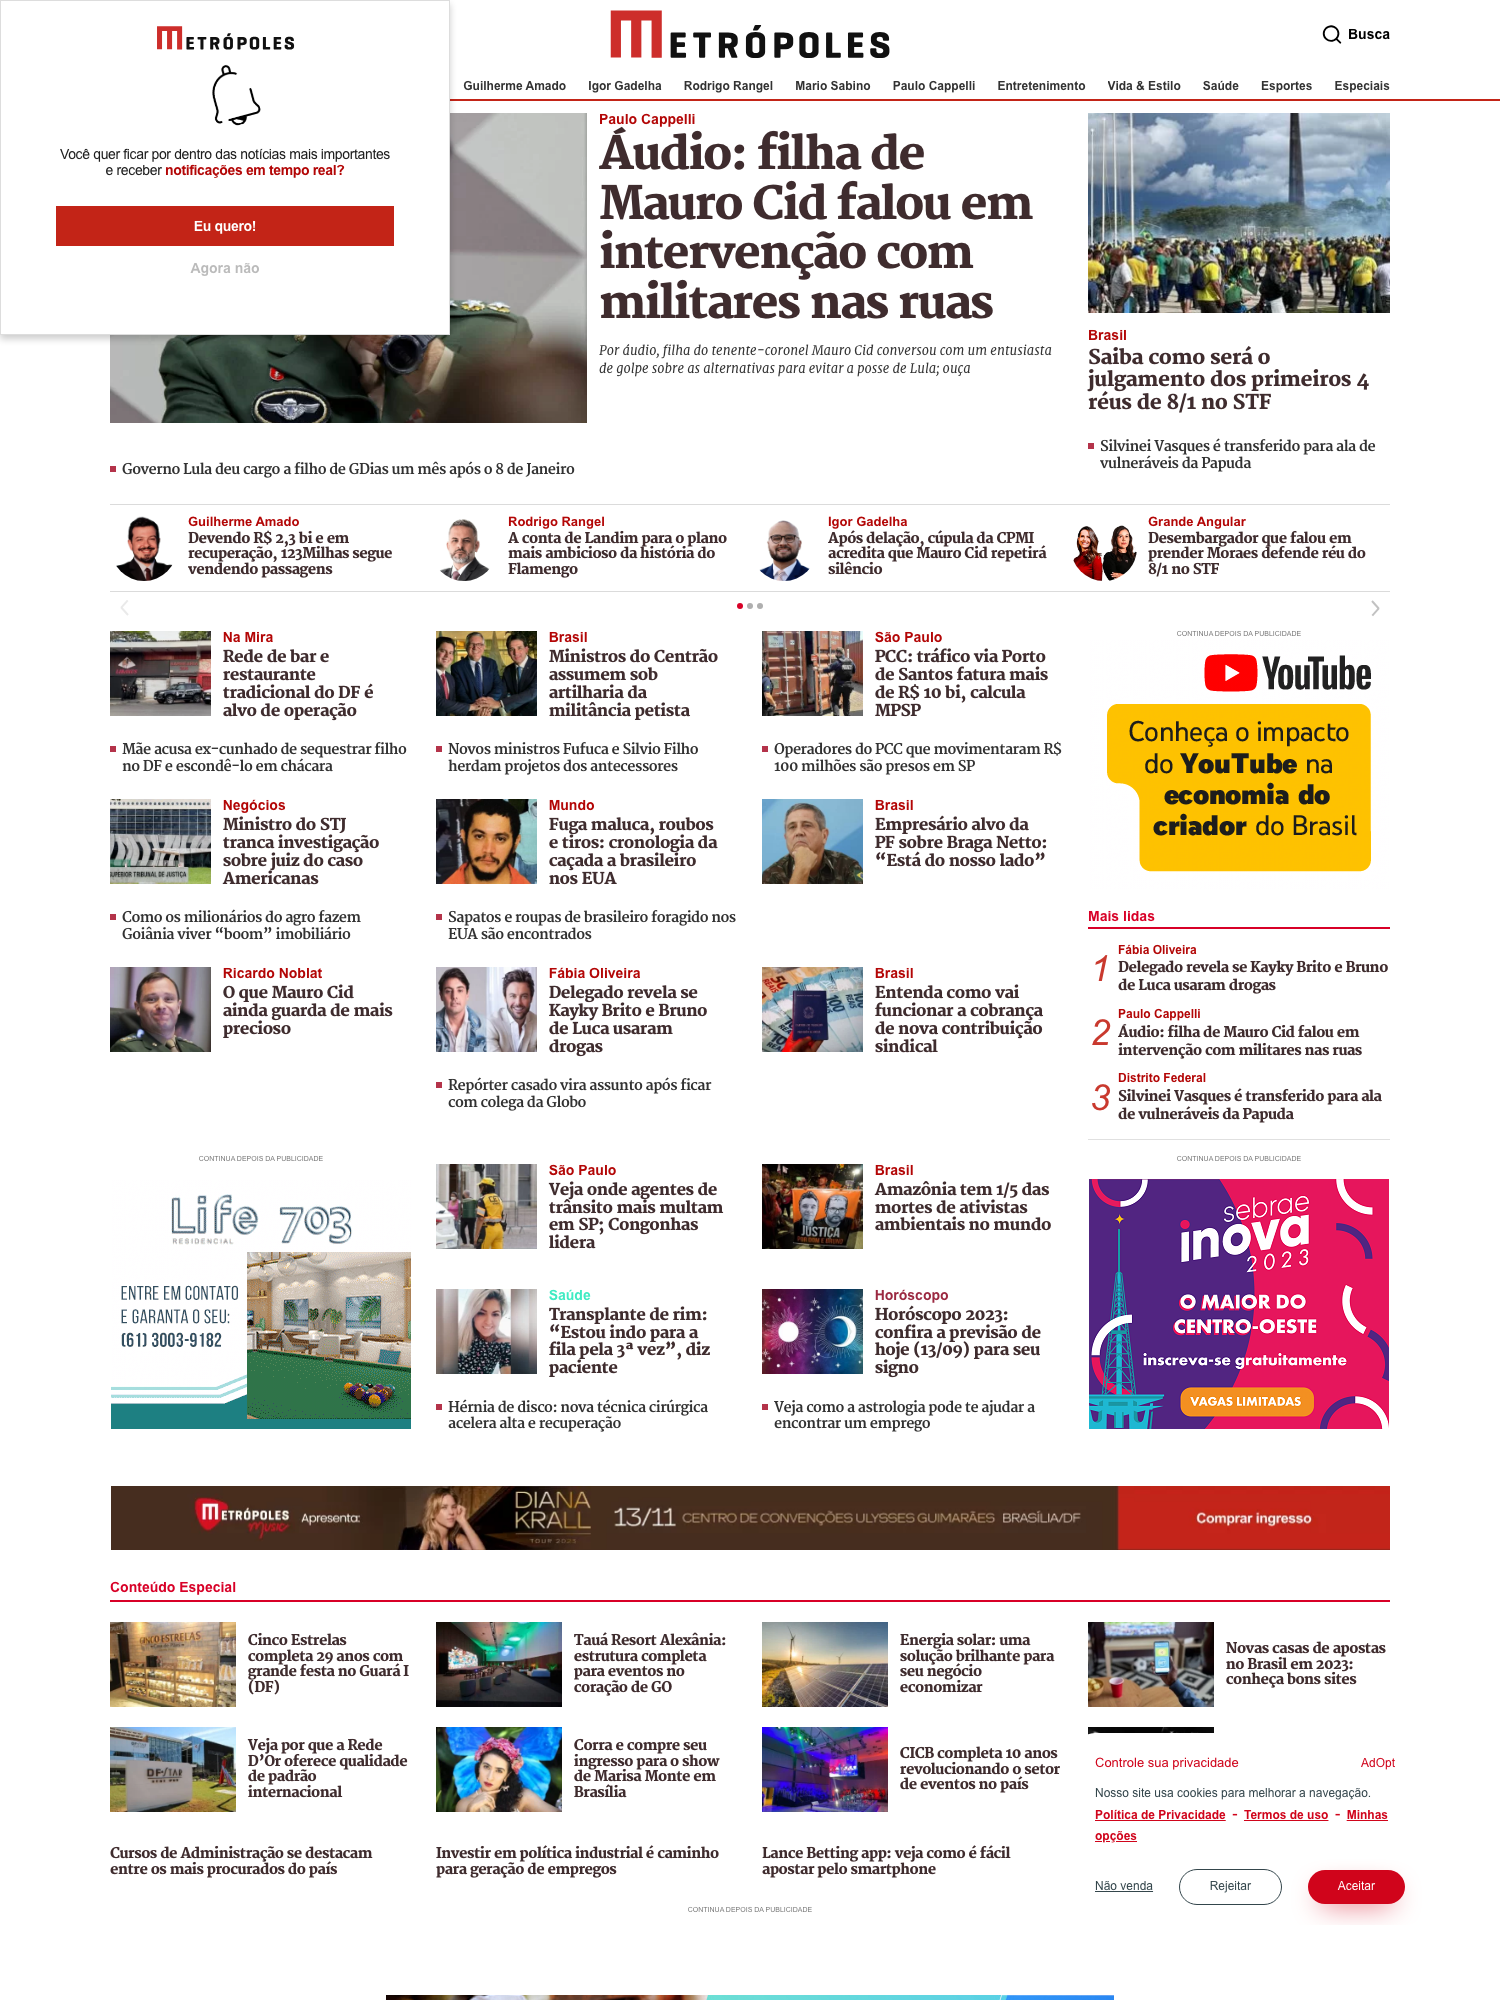 METRÓPOLES
Você quer ficar por dentro das notícias mais importantes
e receber notificações em tempo real?
Eu quero!
Agora não
METRÓPOLES
Busca
Guilherme Amado
Igor Gadelha
Rodrigo Rangel
Mario Sabino
Paulo Cappelli
Entretenimento
Vida & Estilo
Saúde
Esportes
Especiais
Paulo Cappelli
Áudio: filha de
Mauro Cid falou em
intervenção com
militares nas ruas
Por áudio, filha do tenente-coronel Mauro Cid conversou com um entusiasta
de golpe sobre as alternativas para evitar a posse de Lula; ouça
Governo Lula deu cargo a filho de GDias um mês após o 8 de Janeiro
Brasil
Saiba como será o
julgamento dos primeiros 4
réus de 8/1 no STF
Silvinei Vasques é transferido para ala de
vulneráveis da Papuda
Guilherme Amado
Devendo R$ 2,3 bi e em
recuperação, 123Milhas segue
vendendo passagens
Rodrigo Rangel
A conta de Landim para o plano
mais ambicioso da história do
Flamengo
Igor Gadelha
Após delação, cúpula da CPMI
acredita que Mauro Cid repetirá
silêncio
Grande Angular
Desembargador que falou em
prender Moraes defende réu do
8/1 no STF
Na Mira
Rede de bar e
restaurante
tradicional do DF é
alvo de operação
Mãe acusa ex-cunhado de sequestrar filho
no DF e escondê-lo em chácara
Brasil
Ministros do Centrão
assumem sob
artilharia da
militância petista
Novos ministros Fufuca e Silvio Filho
herdam projetos dos antecessores
São Paulo
PCC: tráfico via Porto
de Santos fatura mais
de R$ 10 bi, calcula
MPSP
Operadores do PCC que movimentaram R$
100 milhões são presos em SP
CONTINUA DEPOIS DA PUBLICIDADE
YouTube
Conheça o impacto
do YouTube na
economia do
criador do Brasil
SUPERIOR TRIBUNAL DE JUSTIÇA
Negócios
Ministro do STJ
tranca investigação
sobre juiz do caso
Americanas
Como os milionários do agro fazem
Goiânia viver “boom” imobiliário
Mundo
Fuga maluca, roubos
e tiros: cronologia da
caçada a brasileiro
nos EUA
Sapatos e roupas de brasileiro foragido nos
EUA são encontrados
Brasil
Empresário alvo da
PF sobre Braga Netto:
“Está do nosso lado”
Mais lidas
1
Fábia Oliveira
Delegado revela se Kayky Brito e Bruno
de Luca usaram drogas
2
Paulo Cappelli
Áudio: filha de Mauro Cid falou em
intervenção com militares nas ruas
3
Distrito Federal
Silvinei Vasques é transferido para ala
de vulneráveis da Papuda
Ricardo Noblat
O que Mauro Cid
ainda guarda de mais
precioso
Fábia Oliveira
Delegado revela se
Kayky Brito e Bruno
de Luca usaram
drogas
Repórter casado vira assunto após ficar
com colega da Globo
Brasil
Entenda como vai
funcionar a cobrança
de nova contribuição
sindical
CONTINUA DEPOIS DA PUBLICIDADE
Life 703
RESIDENCIAL
ENTRE EM CONTATO
E GARANTA O SEU:
(61) 3003-9182
São Paulo
Veja onde agentes de
trânsito mais multam
em SP; Congonhas
lidera
JUSTIÇA
Brasil
Amazônia tem 1/5 das
mortes de ativistas
ambientais no mundo
Saúde
Transplante de rim:
“Estou indo para a
fila pela 3ª vez”, diz
paciente
Hérnia de disco: nova técnica cirúrgica
acelera alta e recuperação
Horóscopo
Horóscopo 2023:
confira a previsão de
hoje (13/09) para seu
signo
Veja como a astrologia pode te ajudar a
encontrar um emprego
CONTINUA DEPOIS DA PUBLICIDADE
sebrae
inova
2023
O MAIOR DO
CENTRO-OESTE
inscreva-se gratuitamente
VAGAS LIMITADAS
METRÓPOLES
music
Apresenta:
DIANA
KRALL
13/11 CENTRO DE CONVENÇÕES ULYSSES GUIMARÃES BRASÍLIA/DF
Comprar ingresso
Conteúdo Especial
CINCO ESTRELAS
Cinco Estrelas
completa 29 anos com
grande festa no Guará I
(DF)
Tauá Resort Alexânia:
estrutura completa
para eventos no
coração de GO
Energia solar: uma
solução brilhante para
seu negócio
economizar
Novas casas de apostas
no Brasil em 2023:
conheça bons sites
DF STAR
Veja por que a Rede
D’Or oferece qualidade
de padrão
internacional
Corra e compre seu
ingresso para o show
de Marisa Monte em
Brasília
CICB completa 10 anos
revolucionando o setor
de eventos no país
Cursos de Administração se destacam
entre os mais procurados do país
Investir em política industrial é caminho
para geração de empregos
Lance Betting app: veja como é fácil
apostar pelo smartphone
Controle sua privacidade
AdOpt
Nosso site usa cookies para melhorar a navegação.
Política de Privacidade - Termos de uso - Minhas
opções
Não venda
Rejeitar
Aceitar
CONTINUA DEPOIS DA PUBLICIDADE